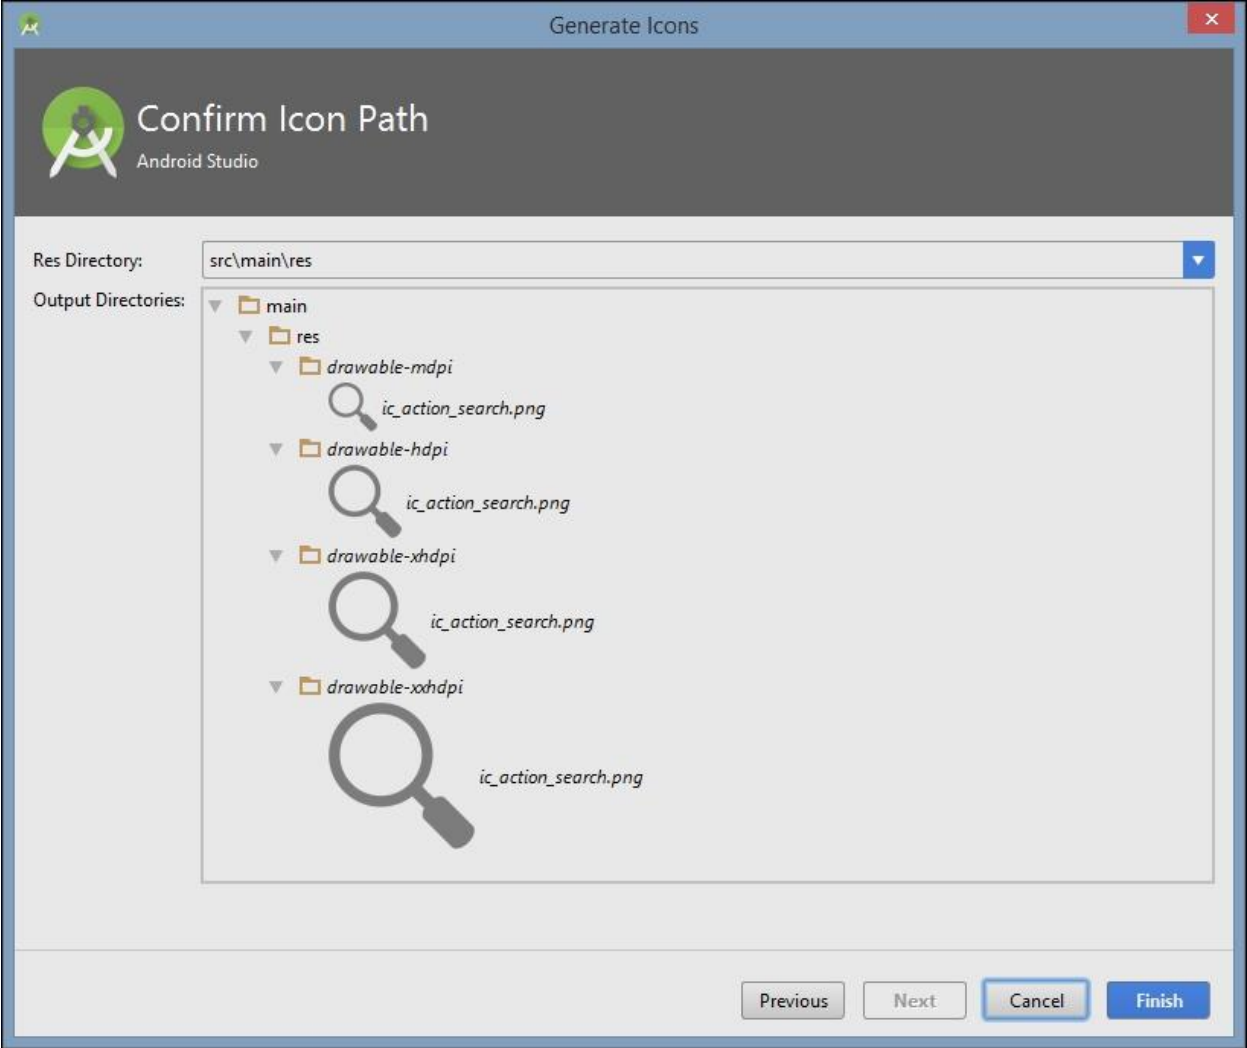 Generate Icons
Confirm Icon Path
Android Studio
Res Directory: src\main\res
Output Directories:
main
res
drawable-mdpi
ic_action_search.png
drawable-hdpi
ic_action_search.png
drawable-xhdpi
ic_action_search.png
drawable-xxhdpi
ic_action_search.png
Previous Next Cancel Finish